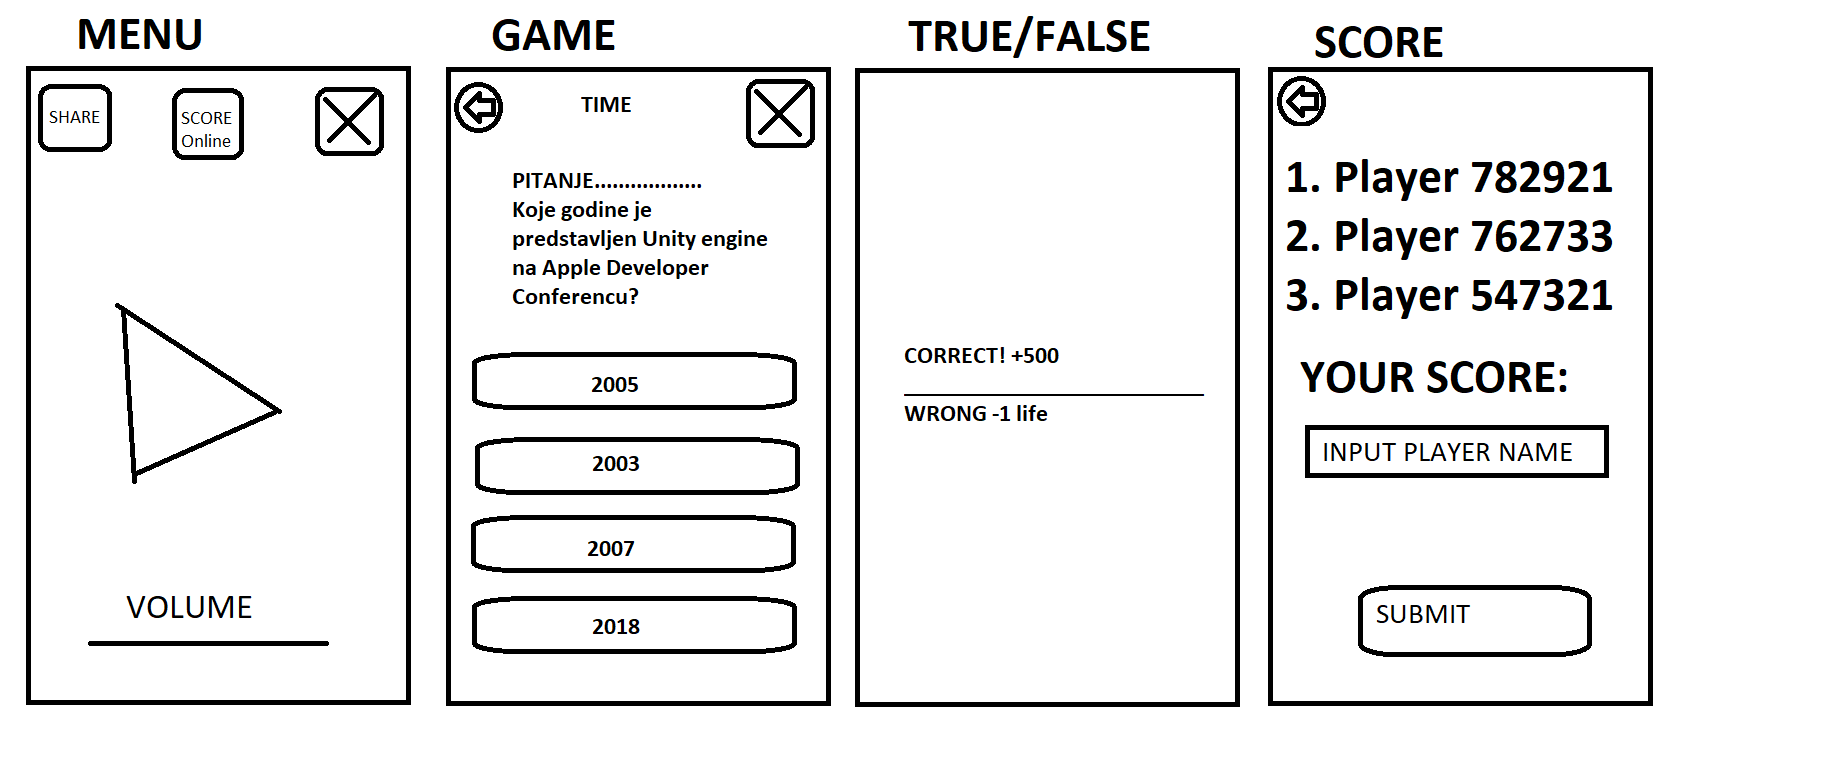 MENU
SHARE
SCORE
Online
VOLUME
GAME
TIME
PITANJE..................
Koje godine je
predstavljen Unity engine
na Apple Developer
Conferencu?
2005
2003
2007
2018
TRUE/FALSE
CORRECT! +500
WRONG -1 life
SCORE
1. Player 782921
2. Player 762733
3. Player 547321
YOUR SCORE:
INPUT PLAYER NAME
SUBMIT